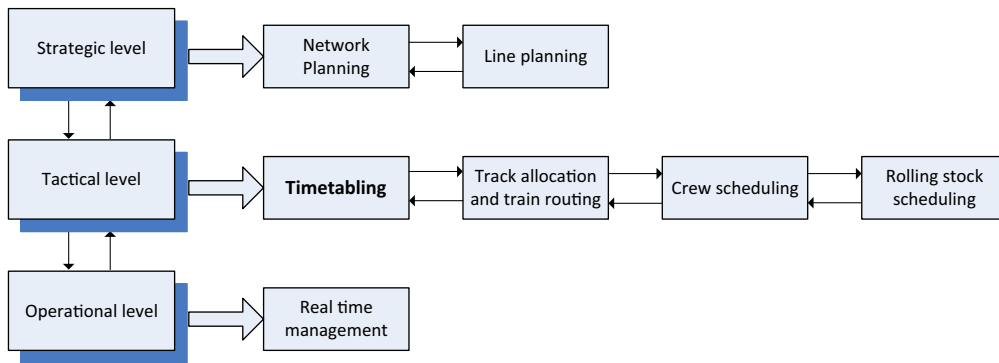 Strategic level
Network
Planning
Line planning
Tactical level
Timetabling
Track allocation
and train routing
Crew scheduling
Rolling stock
scheduling
Operational level
Real time
management